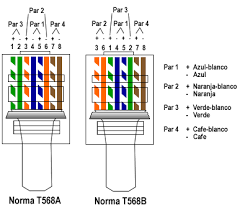 Par 2
Par 3
Par 1
Par 4
+ - + - + - + -
1 2 3 4 5 6 7 8
Norma T568A
Par 2
Par 3
Par 1
Par 4
+ - + - + - + -
3 6 1 4 5 2 7 8
Norma T568B
Par 1 + Azul-blanco
- Azul
Par 2 + Naranja-blanco
- Naranja
Par 3 + Verde-blanco
- Verde
Par 4 + Cafe-blanco
- Cafe